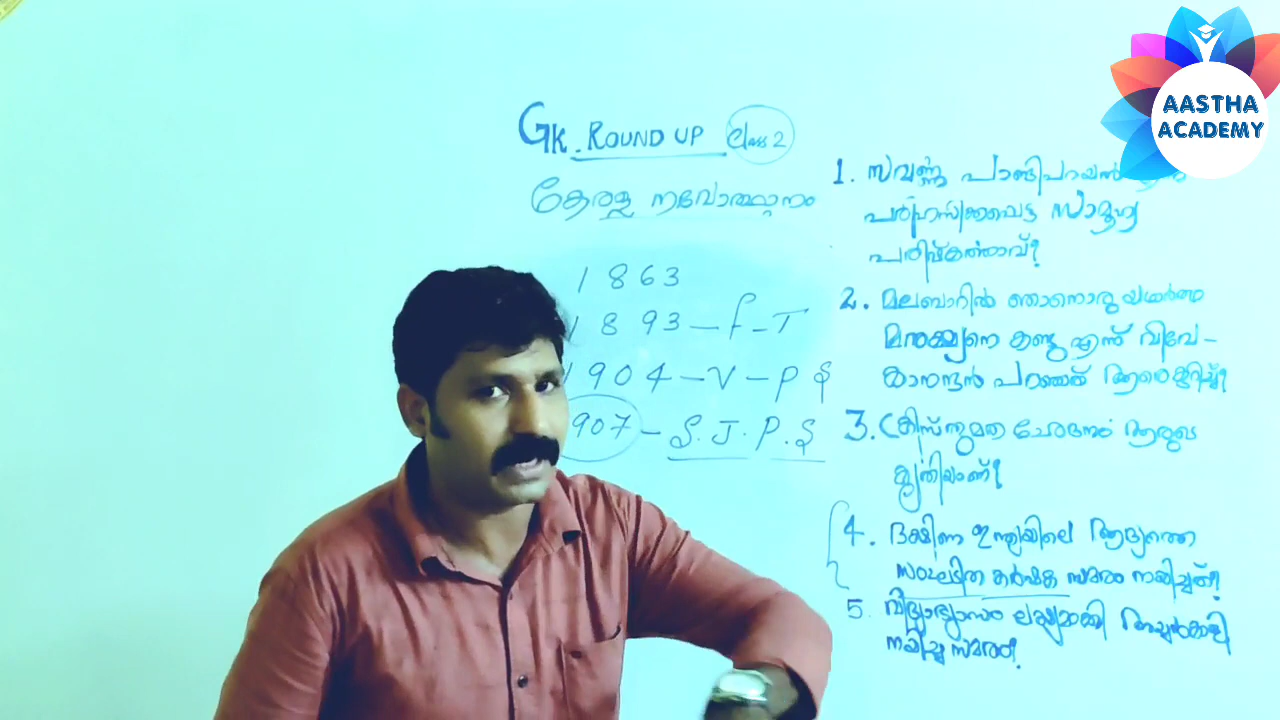 AASTHA
ACADEMY
GK. ROUND UP Class 2
കേരള നവോത്ഥാനം
1863
1893 - F - T
1904 - V - P S
907 - S. J. P. S
1. സവർണ്ണ പാണ്ടിപറയൻ
പരിഹസിക്കപ്പെട്ട സാമൂഹ്യ
പരിഷ്കർത്താവ്?
2. മലബാറിൽ ഞാനൊരു യഥാർത്ഥ
മനുഷ്യനെ കണ്ടു എന്ന് വിവേ-
കാനന്ദൻ പറഞ്ഞത് ആരെകുറിച്ച്?
3. ക്രിസ്തുമത ഛേദനം ആരുടെ
കൃതിയാണ്?
4. ദക്ഷിണ ഇന്ത്യയിലെ ആദ്യത്തെ
സംഘടിത കർഷക സമരം നയിച്ചത്?
5. വിദ്യാഭ്യാസം ലക്ഷ്യമാക്കി അയ്യൻകാളി
നയിച്ച സമരം?